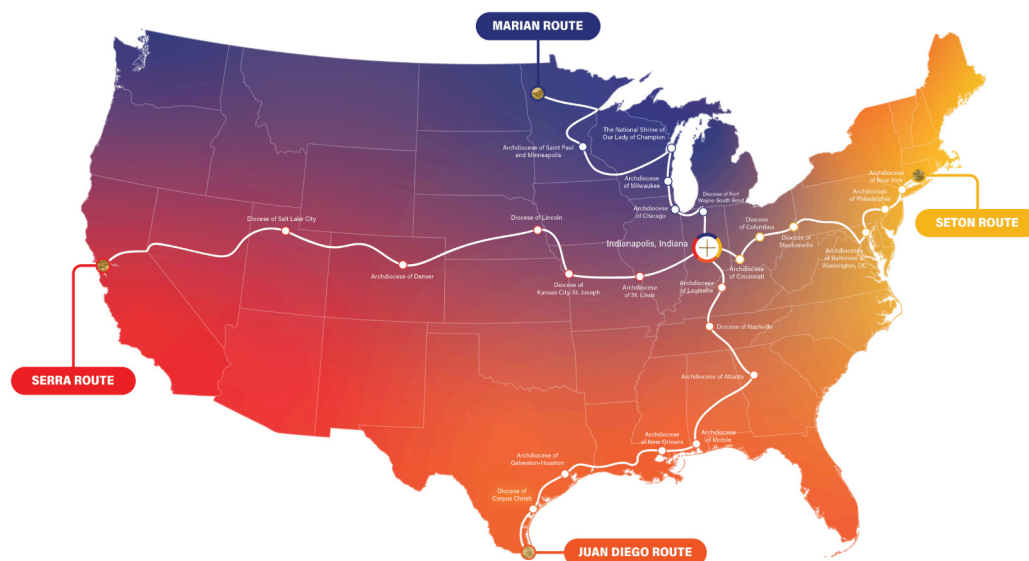 MARIAN ROUTE
The National Shrine of
Our Lady of Champion
Archdiocese of Saint Paul
and Minneapolis
Archdiocese
of Milwaukee
Archdiocese
of Chicago
Diocese of Fort
Wayne-South Bend
Archdiocese
of New York
Archdiocese
of Philadelphia
SETON ROUTE
Diocese of
Columbus
Diocese of
Steubenville
Archdioceses
of Baltimore &
Washington, DC
Indianapolis, Indiana
Archdiocese
of Cincinnati
Diocese of Salt Lake City
Diocese of Lincoln
Archdiocese of Denver
Diocese of
Kansas City-St. Joseph
Archdiocese
of St. Louis
Archdiocese
of Louisville
Diocese of Nashville
SERRA ROUTE
Archdiocese of Atlanta
Archdiocese
of New Orleans
Archdiocese
of Mobile
Archdiocese of
Galveston-Houston
Diocese of
Corpus Christi
JUAN DIEGO ROUTE